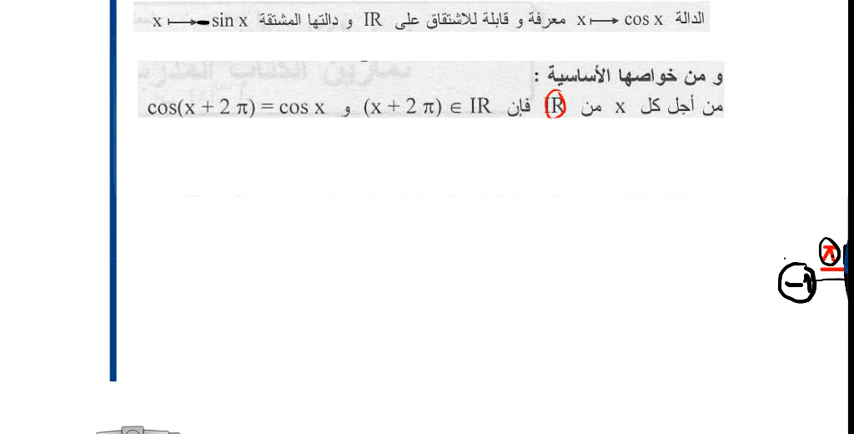 الدالة x ⟼ cos x معرفة و قابلة للاشتقاق على IR و دالتها المشتقة x ⟼ -sin x
و من خواصها الأساسية :
من أجل كل x من IR فإن (x + 2 π) ∈ IR و cos(x + 2 π) = cos x
π
-1